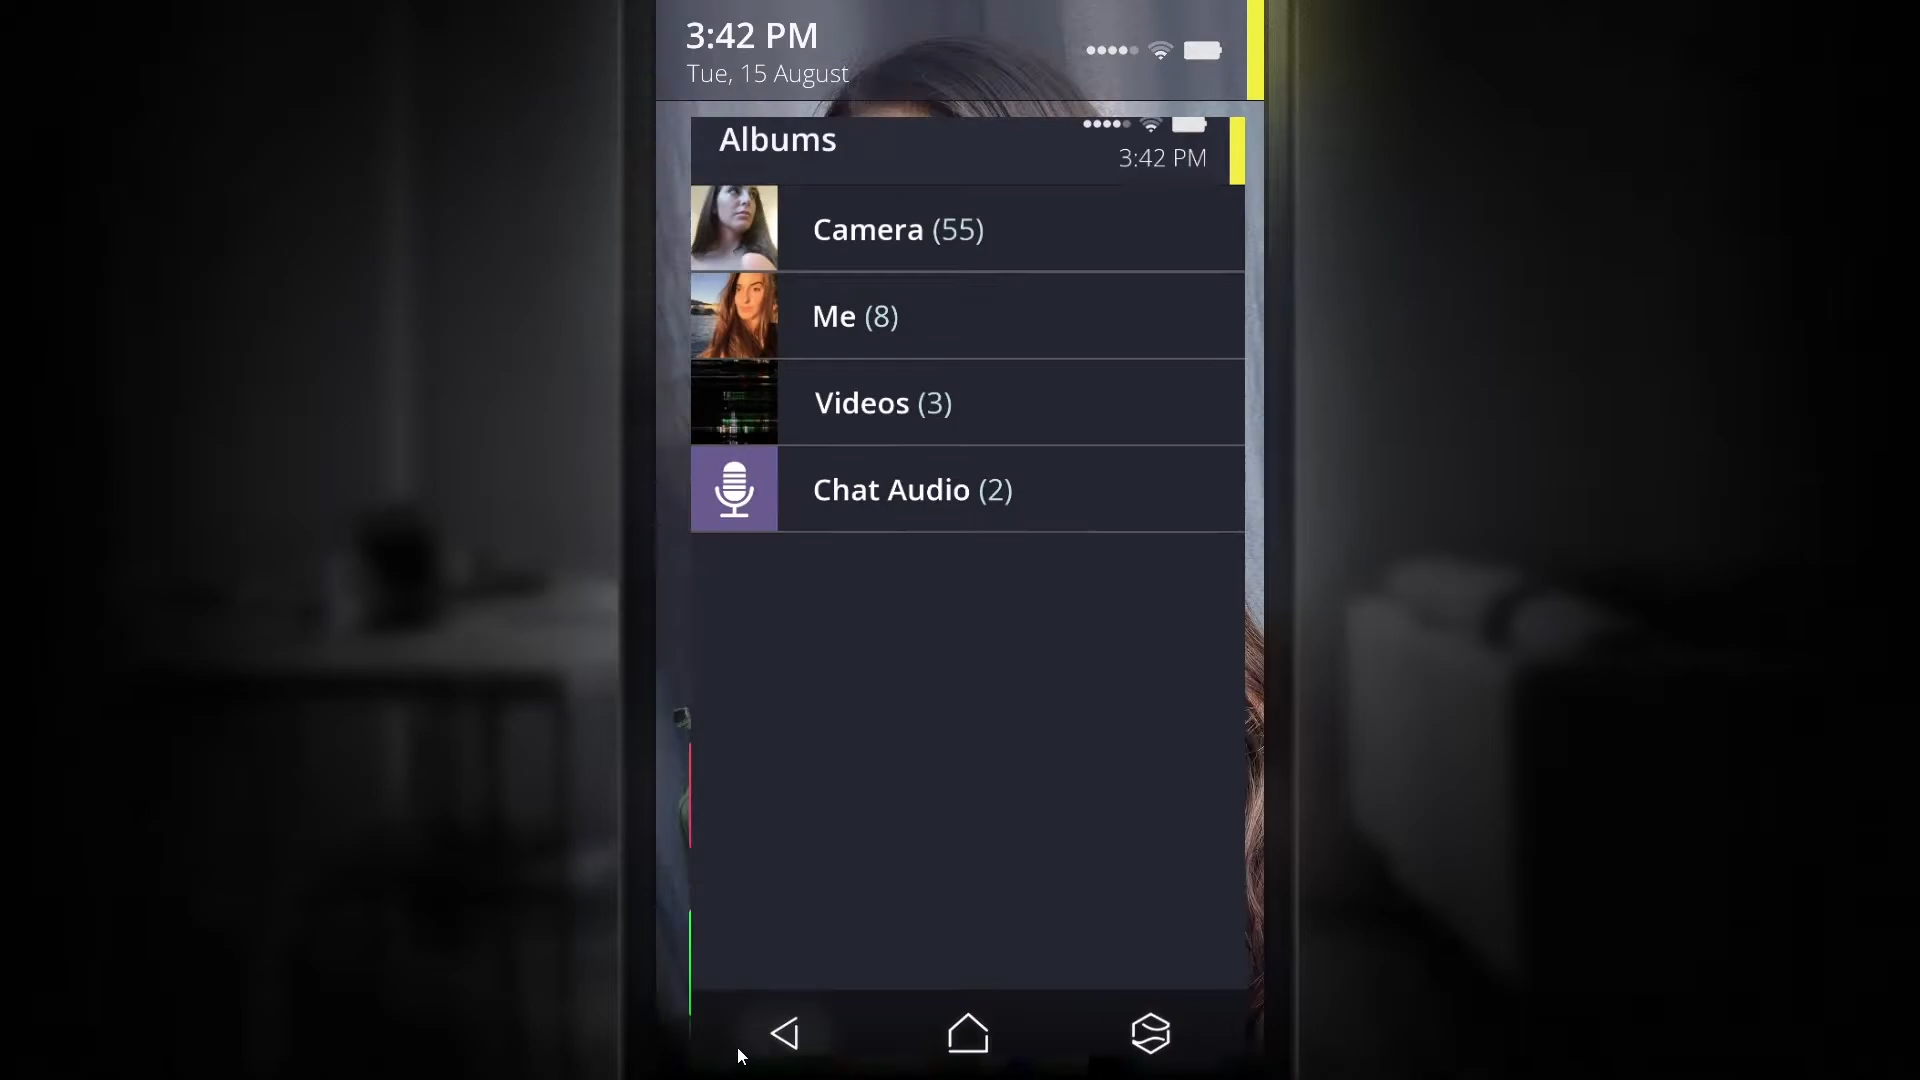 3:42 PM
Tue, 15 August
Albums
3:42 PM
Camera (55)
Me (8)
Videos (3)
Chat Audio (2)